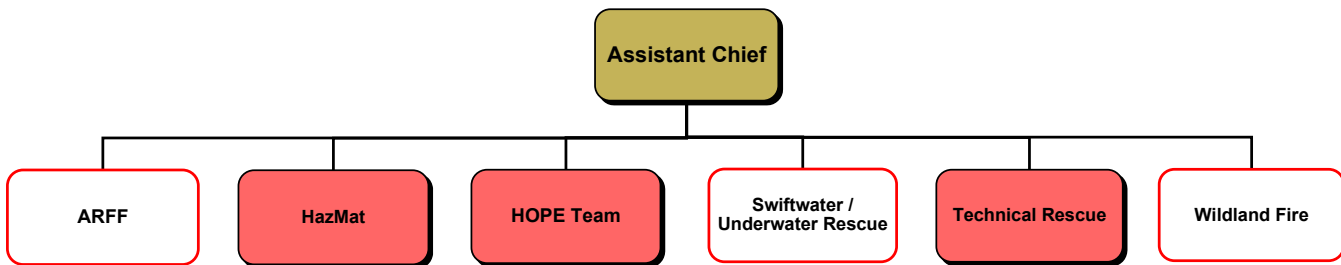 Assistant Chief
ARFF
HazMat
HOPE Team
Swiftwater /
Underwater Rescue
Technical Rescue
Wildland Fire